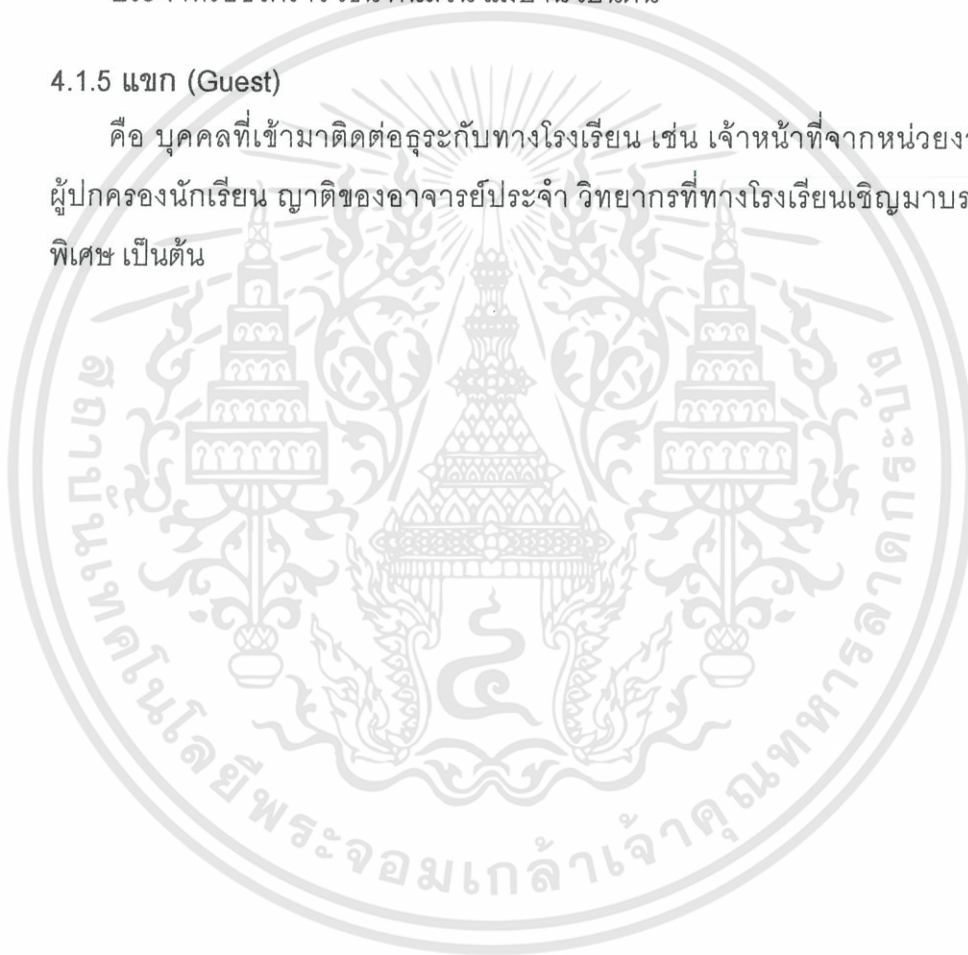 4.1.5 แขก (Guest)
คือ บุคคลที่เข้ามาติดต่อธุระกับทางโรงเรียน เช่น เจ้าหน้าที่จาก
ผู้ปกครองนักเรียน ญาติของอาจารย์ประจำ วิทยากรที่ทางโรงเรียนเชิญมา
พิเศษ เป็นต้น
สถาบันเทคโนโลยีพระจอมเกล้าเจ้าคุณทหารลาดกระบัง